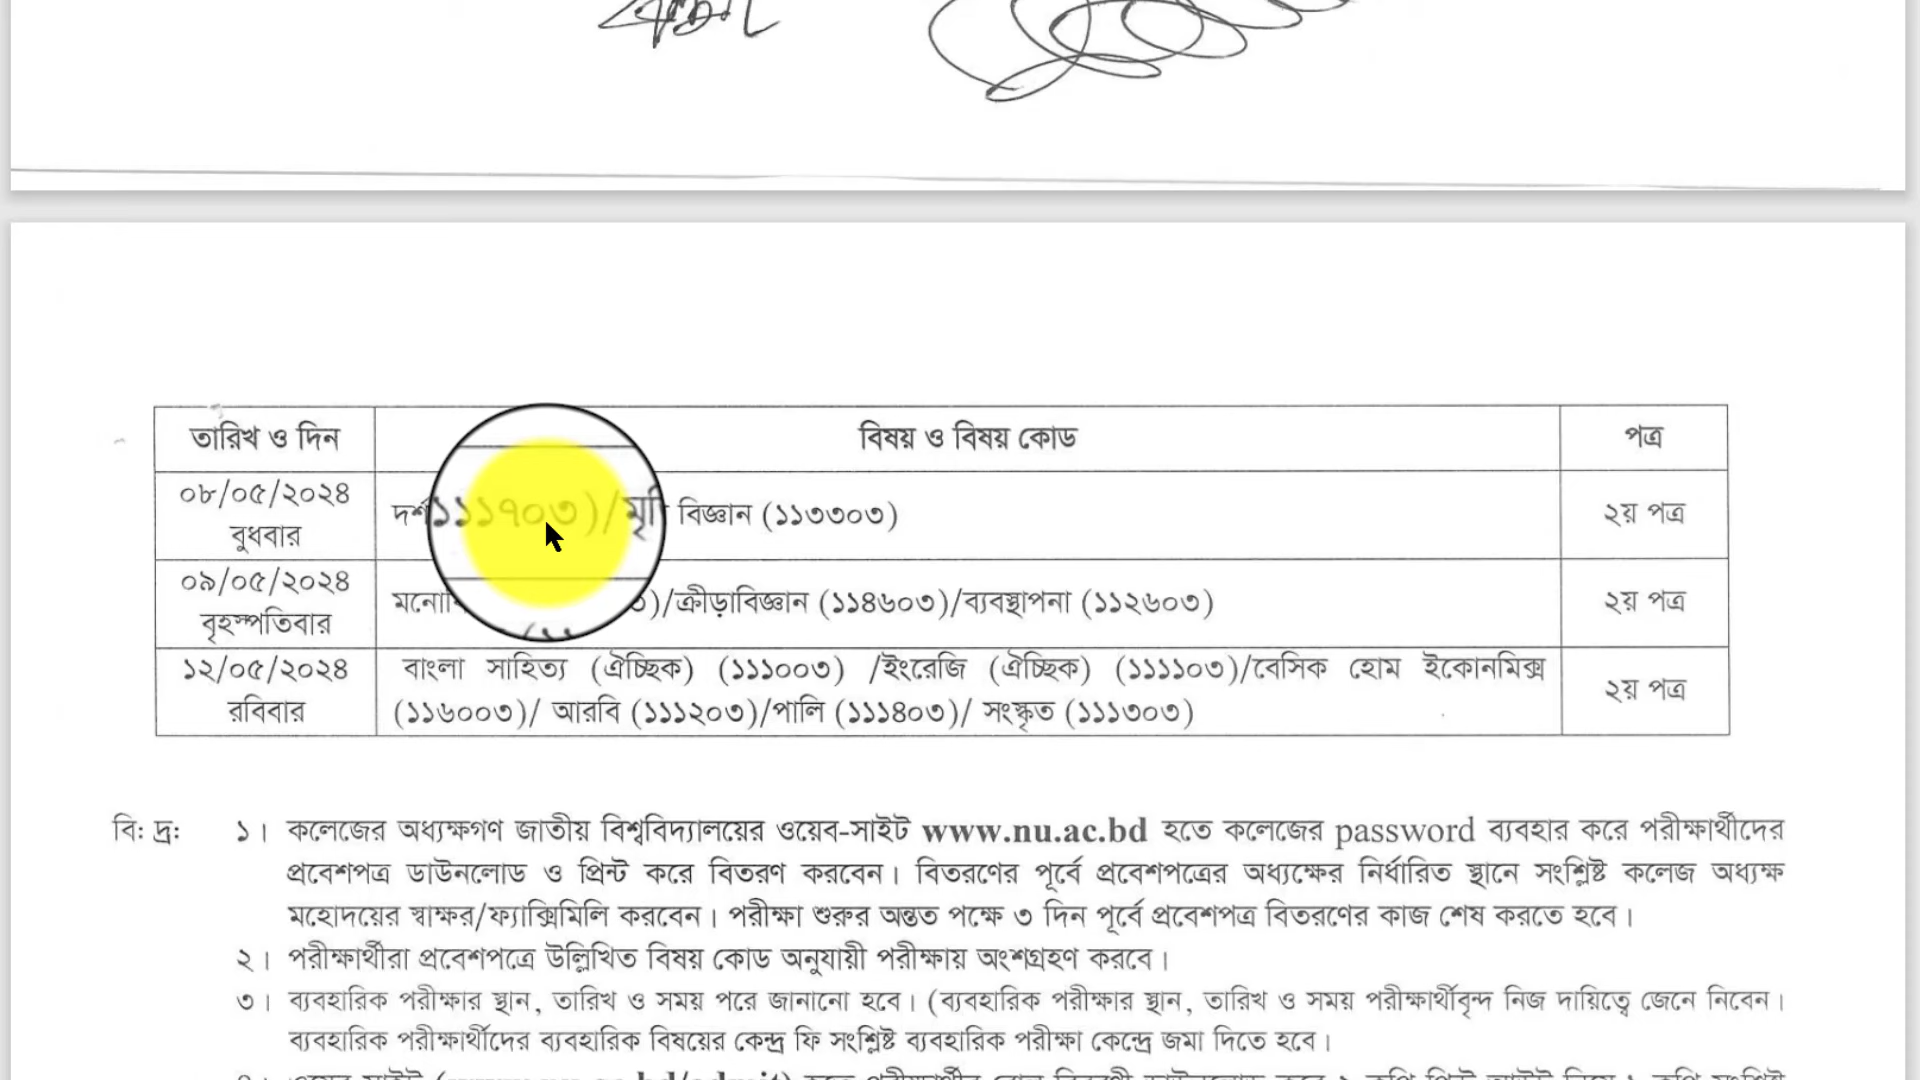 তারিখ ও দিন বিষয় ও বিষয় কোড পত্র
০৮/০৫/২০২৪
বুধবার
১১১৭০৩)/ বিজ্ঞান (১১৩৩০৩) ২য় পত্র
০৯/০৫/২০২৪
বৃহস্পতিবার
/ক্রীড়াবিজ্ঞান (১১৪৬০৩)/ব্যবস্থাপনা (১১২৬০৩) ২য় পত্র
১২/০৫/২০২৪
রবিবার
বাংলা সাহিত্য (ঐচ্ছিক) (১১১০০৩) /ইংরেজি (ঐচ্ছিক) (১১১১০৩)/বেসিক হোম ইকোনমিক্স
(১১৬০০৩)/ আরবি (১১১২০৩)/পালি (১১১৪০৩)/ সংস্কৃত (১১১৩০৩) ২য় পত্র
বি: দ্র: ১। কলেজের অধ্যক্ষগণ জাতীয় বিশ্ববিদ্যালয়ের ওয়েব-সাইট www.nu.ac.bd হতে কলেজের password ব্যবহার করে পরীক্ষার্থীদের
প্রবেশপত্র ডাউনলোড ও প্রিন্ট করে বিতরণ করবেন। বিতরণের পূর্বে প্রবেশপত্রের অধ্যক্ষের নির্ধারিত স্থানে সংশ্লিষ্ট কলেজ অধ্যক্ষ
মহোদয়ের স্বাক্ষর/ফ্যাক্সিমিলি করবেন। পরীক্ষা শুরুর অন্তত পক্ষে ৩ দিন পূর্বে প্রবেশপত্র বিতরণের কাজ শেষ করতে হবে।
২। পরীক্ষার্থীরা প্রবেশপত্রে উল্লিখিত বিষয় কোড অনুযায়ী পরীক্ষায় অংশগ্রহণ করবে।
৩। ব্যবহারিক পরীক্ষার স্থান, তারিখ ও সময় পরে জানানো হবে। (ব্যবহারিক পরীক্ষার স্থান, তারিখ ও সময় পরীক্ষার্থীবৃন্দ নিজ দায়িত্বে জেনে নিবেন।
ব্যবহারিক পরীক্ষার্থীদের ব্যবহারিক বিষয়ের কেন্দ্র ফি সংশ্লিষ্ট ব্যবহারিক পরীক্ষা কেন্দ্রে জমা দিতে হবে।